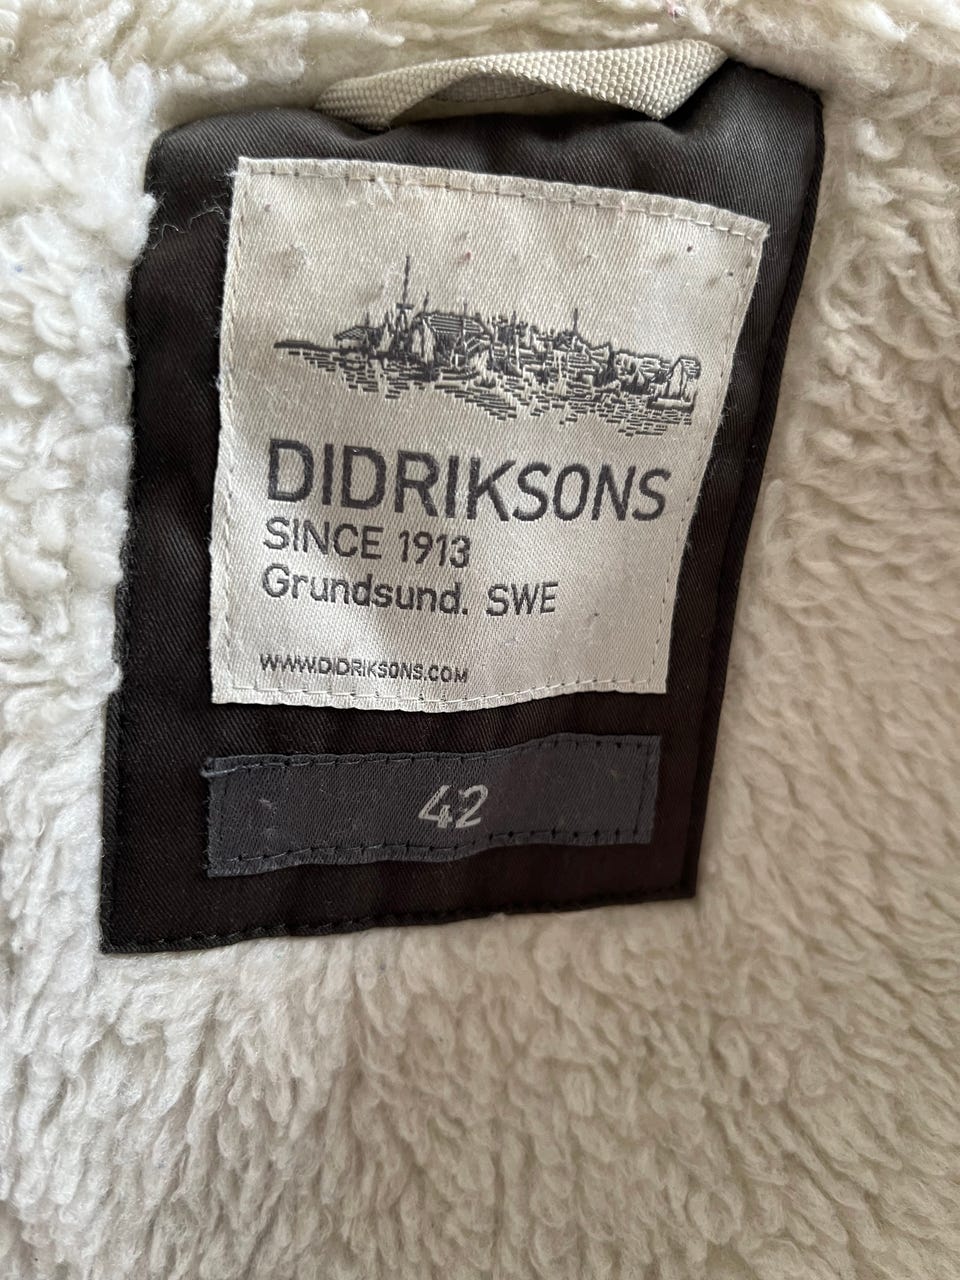 DIDRIKSONS
SINCE 1913
Grundsund. SWE
WWW.DIDRIKSONS.COM
42